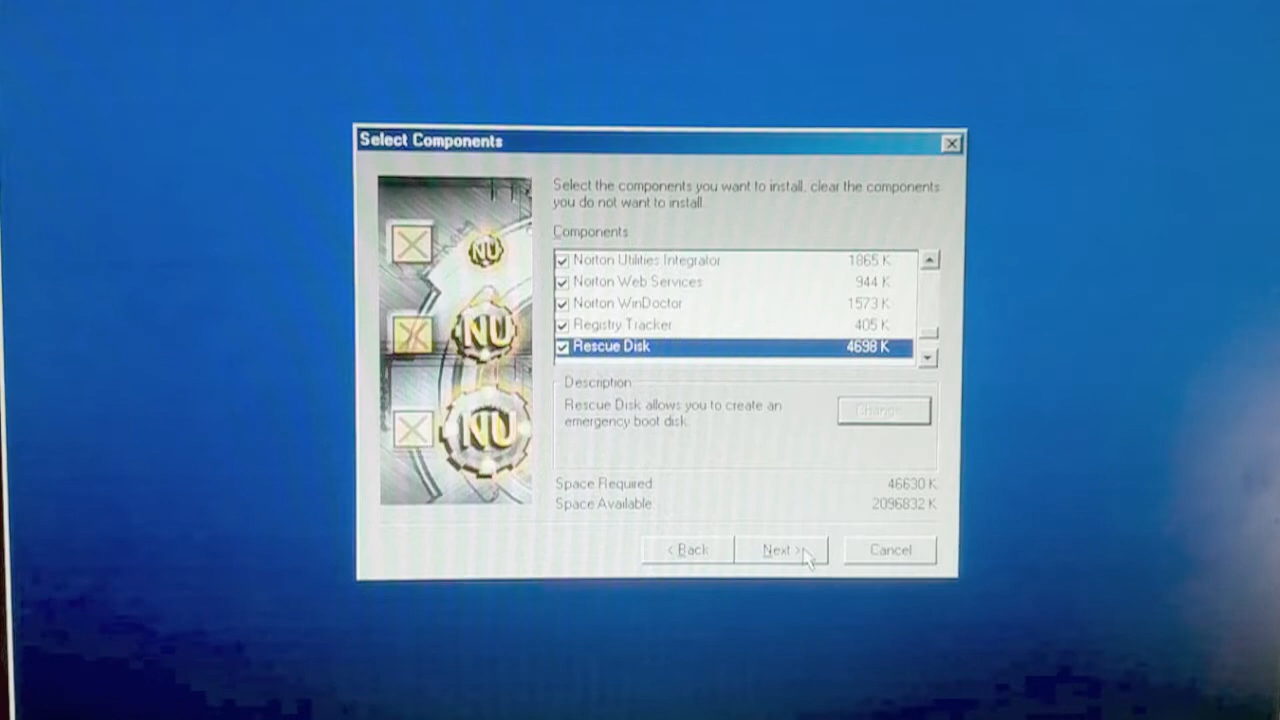 Select Components
Select the components you want to install, clear the components
you do not want to install.
Components
Norton Utilities Integrator 1865 K
Norton Web Services 944 K
Norton WinDoctor 1573 K
Registry Tracker 405 K
Rescue Disk 4698 K
Description
Rescue Disk allows you to create an
emergency boot disk.
Change...
Space Required 46630 K
Space Available 2096832 K
< Back
Next >
Cancel
NU
NU
NU